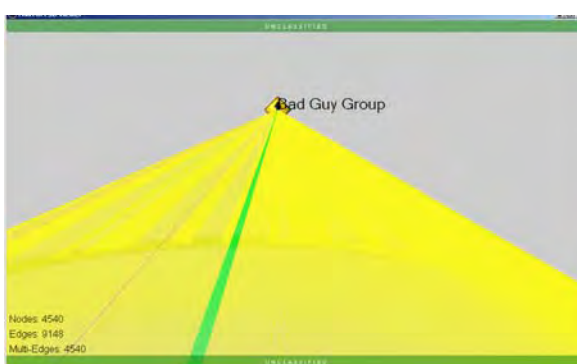 UNCLASSIFIED
Bad Guy Group
Nodes: 4540
Edges: 9148
Multi-Edges: 4540
UNCLASSIFIED